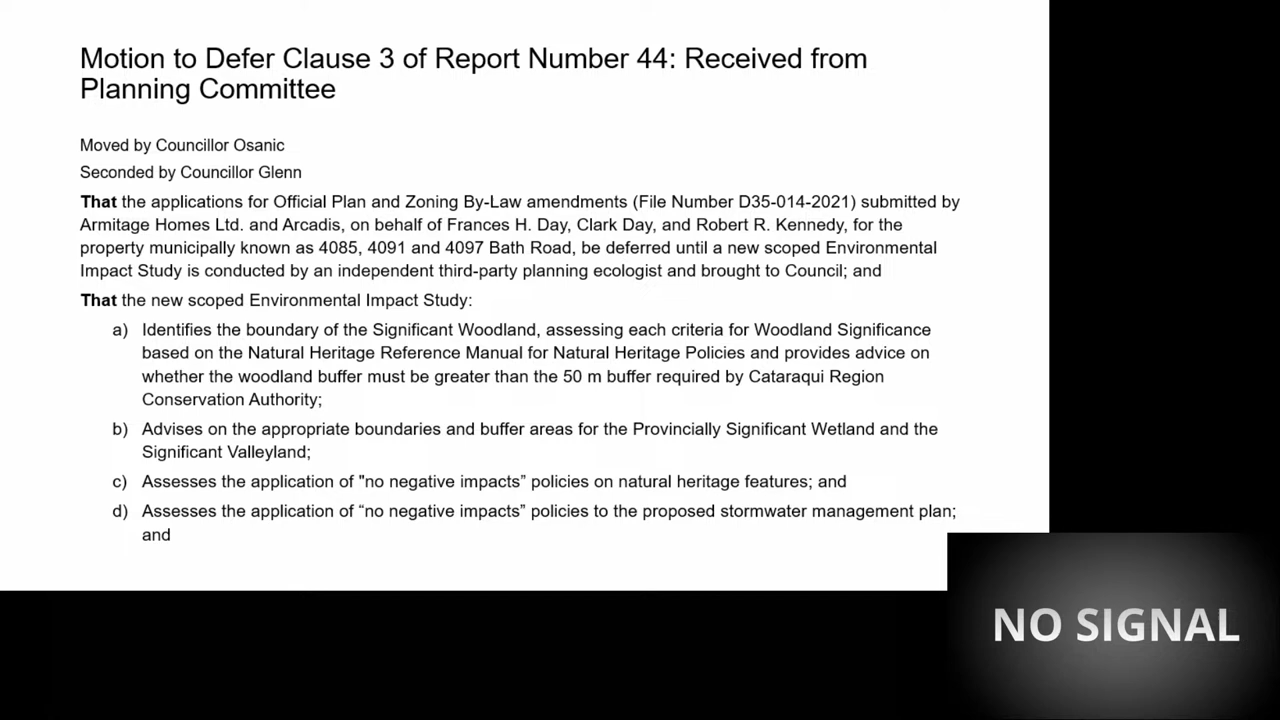 Motion to Defer Clause 3 of Report Number 44: Received from
Planning Committee
Moved by Councillor Osanic
Seconded by Councillor Glenn
That the applications for Official Plan and Zoning By-Law amendments (File Number D35-014-2021) submitted by
Armitage Homes Ltd. and Arcadis, on behalf of Frances H. Day, Clark Day, and Robert R. Kennedy, for the
property municipally known as 4085, 4091 and 4097 Bath Road, be deferred until a new scoped Environmental
Impact Study is conducted by an independent third-party planning ecologist and brought to Council; and
That the new scoped Environmental Impact Study:
a) Identifies the boundary of the Significant Woodland, assessing each criteria for Woodland Significance
based on the Natural Heritage Reference Manual for Natural Heritage Policies and provides advice on
whether the woodland buffer must be greater than the 50 m buffer required by Cataraqui Region
Conservation Authority;
b) Advises on the appropriate boundaries and buffer areas for the Provincially Significant Wetland and the
Significant Valleyland;
c) Assesses the application of "no negative impacts” policies on natural heritage features; and
d) Assesses the application of “no negative impacts” policies to the proposed stormwater management plan;
and
NO SIGNAL